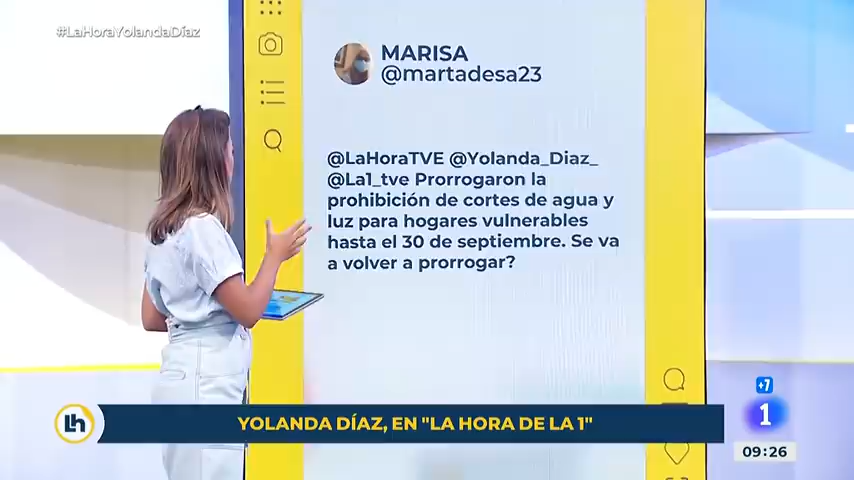 #LaHoraYolandaDíaz
MARISA
@martadesa23
@LaHoraTVE @Yolanda_Diaz_
@La1_tve Prorrogaron la
prohibición de cortes de agua y
luz para hogares vulnerables
hasta el 30 de septiembre. Se va
a volver a prorrogar?
lh
YOLANDA DÍAZ, EN "LA HORA DE LA 1"
+7
1
09:26